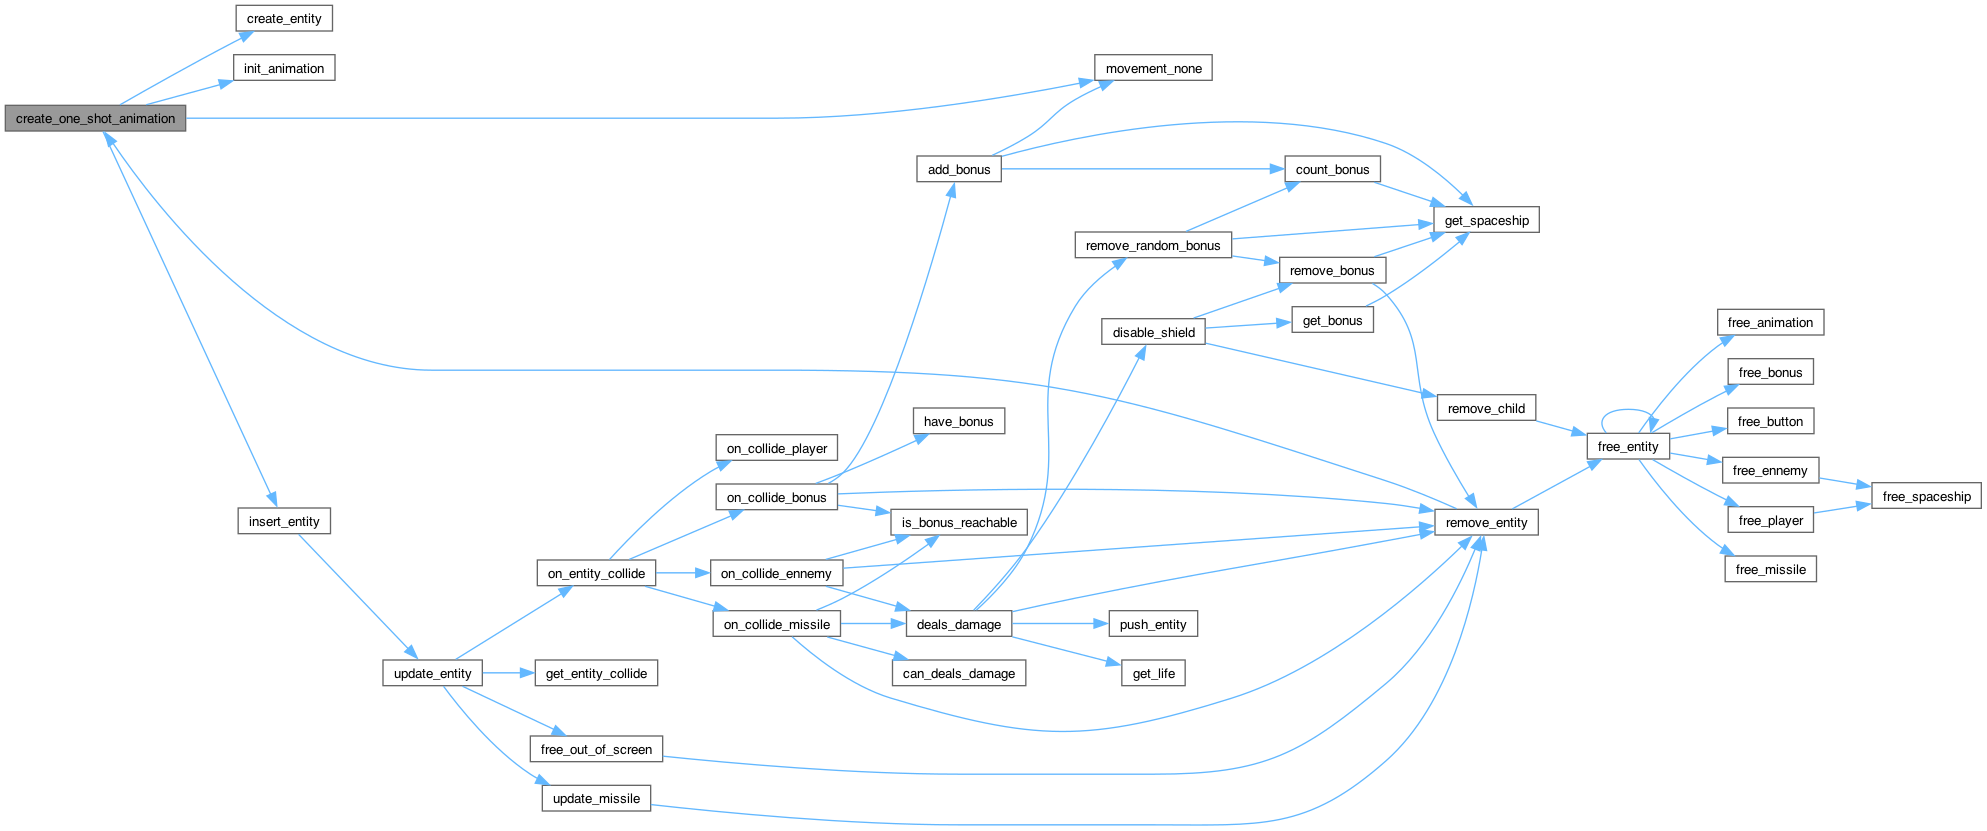 create_entity
init_animation
movement_none
create_one_shot_animation
add_bonus
count_bonus
get_spaceship
remove_random_bonus
remove_bonus
get_bonus
free_animation
disable_shield
free_bonus
remove_child
have_bonus
free_button
on_collide_player
free_entity
free_ennemy
on_collide_bonus
free_spaceship
insert_entity
is_bonus_reachable
remove_entity
free_player
on_entity_collide
on_collide_ennemy
free_missile
on_collide_missile
deals_damage
push_entity
update_entity
get_entity_collide
can_deals_damage
get_life
free_out_of_screen
update_missile